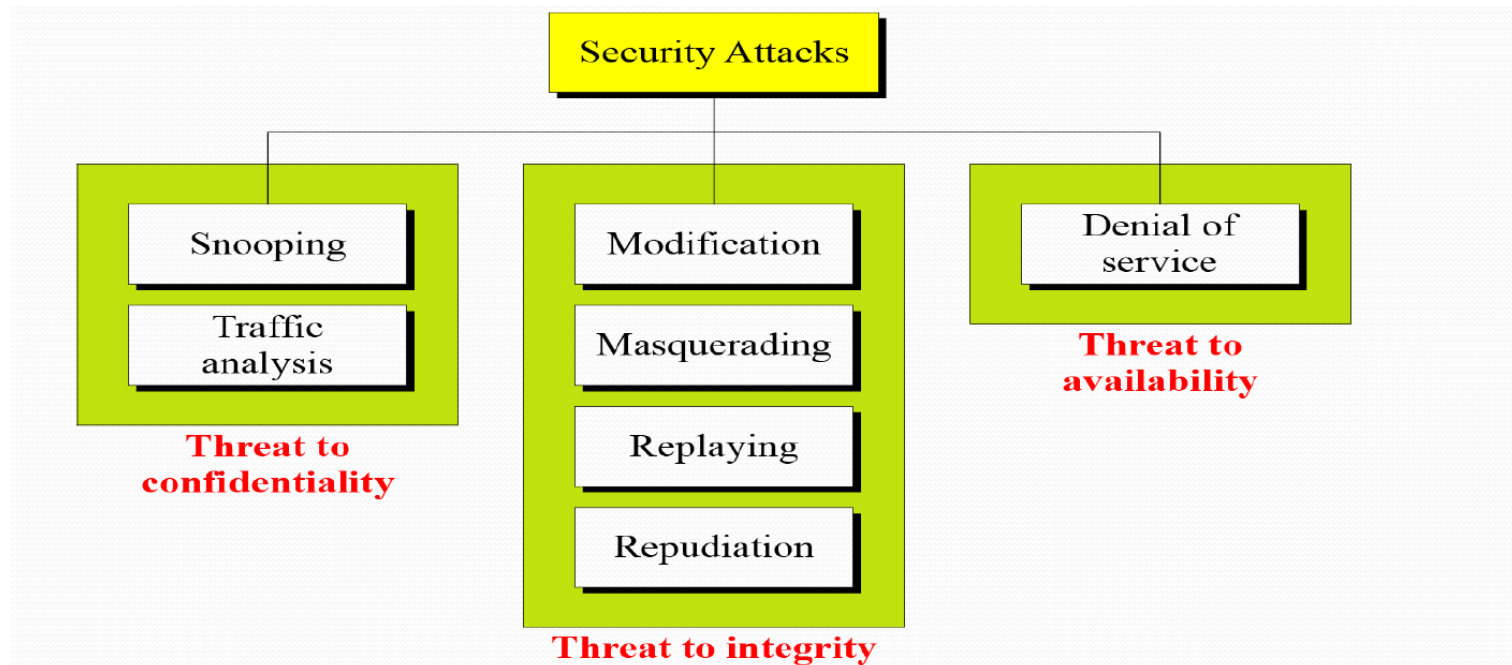 Security Attacks
Snooping
Traffic
analysis
Threat to
confidentiality
Modification
Masquerading
Replaying
Repudiation
Threat to integrity
Denial of
service
Threat to
availability